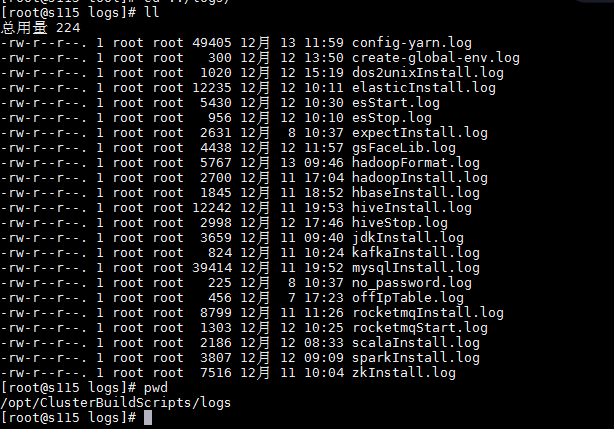 [root@s115 logs]# ll
总用量 224
-rw-r--r--. 1 root root 49405 12月 13 11:59 config-yarn.log
-rw-r--r--. 1 root root   300 12月 12 13:50 create-global-env.log
-rw-r--r--. 1 root root  1020 12月 12 15:19 dos2unixInstall.log
-rw-r--r--. 1 root root 12235 12月 12 10:11 elasticInstall.log
-rw-r--r--. 1 root root  5430 12月 12 10:30 esStart.log
-rw-r--r--. 1 root root   956 12月 12 10:10 esStop.log
-rw-r--r--. 1 root root  2631 12月  8 10:37 expectInstall.log
-rw-r--r--. 1 root root  4438 12月 12 11:57 gsFaceLib.log
-rw-r--r--. 1 root root  5767 12月 13 09:46 hadoopFormat.log
-rw-r--r--. 1 root root  2700 12月 11 17:04 hadoopInstall.log
-rw-r--r--. 1 root root  1845 12月 11 18:52 hbaseInstall.log
-rw-r--r--. 1 root root 12242 12月 11 19:53 hiveInstall.log
-rw-r--r--. 1 root root  2998 12月 12 17:46 hiveStop.log
-rw-r--r--. 1 root root  3659 12月 11 09:40 jdkInstall.log
-rw-r--r--. 1 root root   824 12月 11 10:24 kafkaInstall.log
-rw-r--r--. 1 root root 39414 12月 11 19:52 mysqlInstall.log
-rw-r--r--. 1 root root   225 12月  8 10:37 no_password.log
-rw-r--r--. 1 root root   456 12月  7 17:23 offIpTable.log
-rw-r--r--. 1 root root  8799 12月 11 11:26 rocketmqInstall.log
-rw-r--r--. 1 root root  1303 12月 12 10:25 rocketmqStart.log
-rw-r--r--. 1 root root  2186 12月 12 08:33 scalaInstall.log
-rw-r--r--. 1 root root  3807 12月 12 09:09 sparkInstall.log
-rw-r--r--. 1 root root  7516 12月 11 10:04 zkInstall.log
[root@s115 logs]# pwd
/opt/ClusterBuildScripts/logs
[root@s115 logs]#